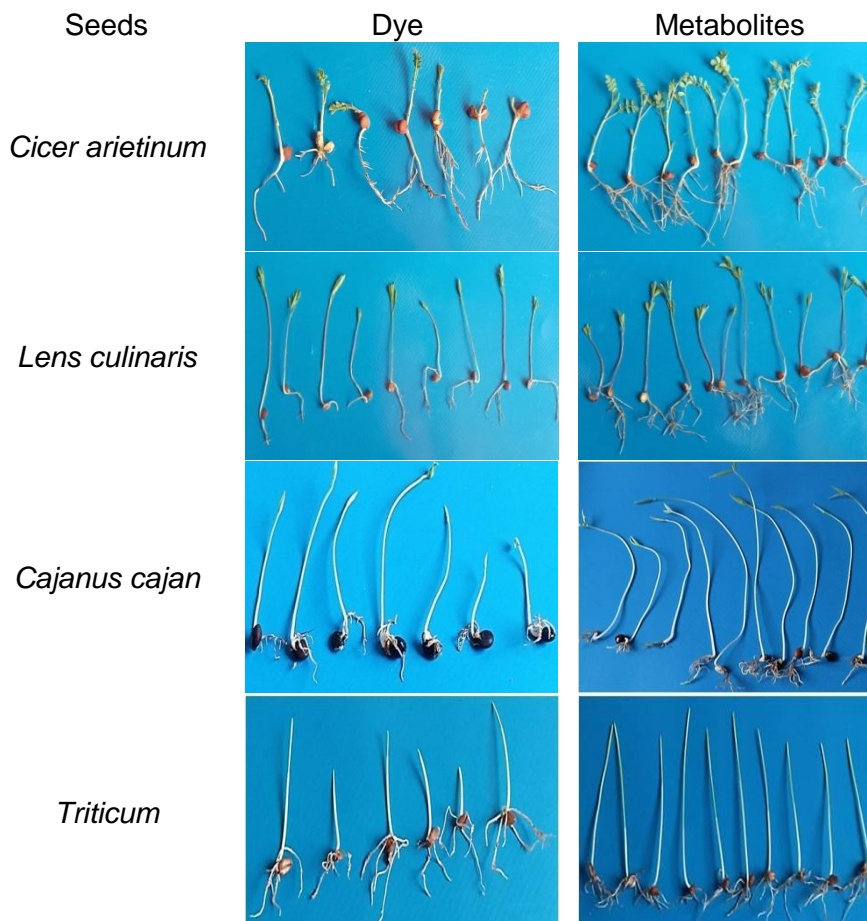 Seeds Dye Metabolites
Cicer arietinum
Lens culinaris
Cajanus cajan
Triticum